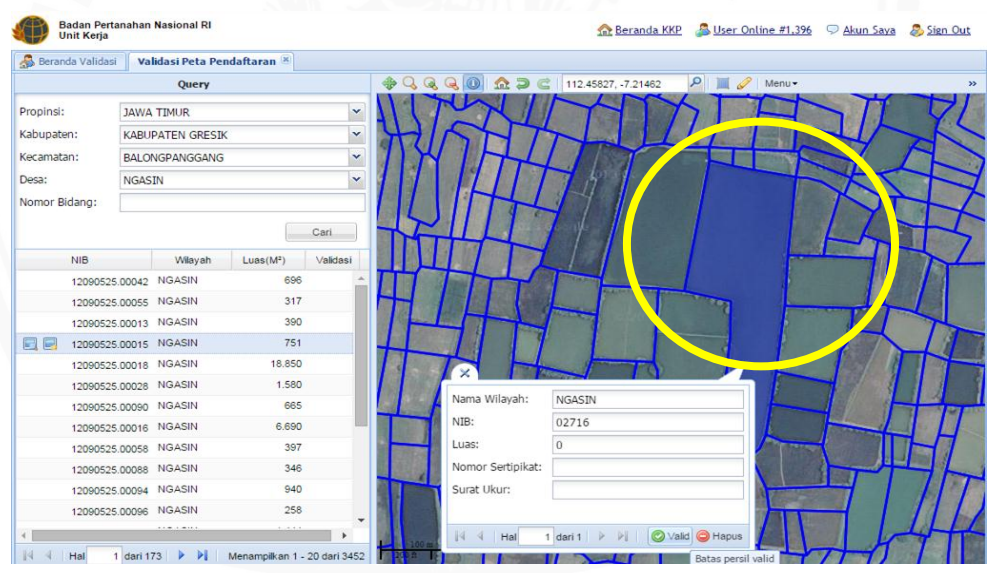 Badan Pertanahan Nasional RI
Unit Kerja
Beranda KKP User Online #1.396 Akun Saya Sign Out
Beranda Validasi Validasi Peta Pendaftaran
Query
112.45827, -7.21462 Menu
Propinsi: JAWA TIMUR
Kabupaten: KABUPATEN GRESIK
Kecamatan: BALONGPANGGANG
Desa: NGASIN
Nomor Bidang:
Cari
NIB Wilayah Luas(M²) Validasi
12090525.00042 NGASIN 696
12090525.00055 NGASIN 317
12090525.00013 NGASIN 390
12090525.00015 NGASIN 751
12090525.00018 NGASIN 18.850
12090525.00028 NGASIN 1.580
12090525.00090 NGASIN 665
12090525.00016 NGASIN 6.690
12090525.00058 NGASIN 397
12090525.00088 NGASIN 346
12090525.00094 NGASIN 940
12090525.00096 NGASIN 258
Hal 1 dari 173 Menampilkan 1 - 20 dari 3452
Nama Wilayah: NGASIN
NIB: 02716
Luas: 0
Nomor Sertipikat:
Surat Ukur:
Hal 1 dari 1 Valid Hapus
Batas persil valid
100 m